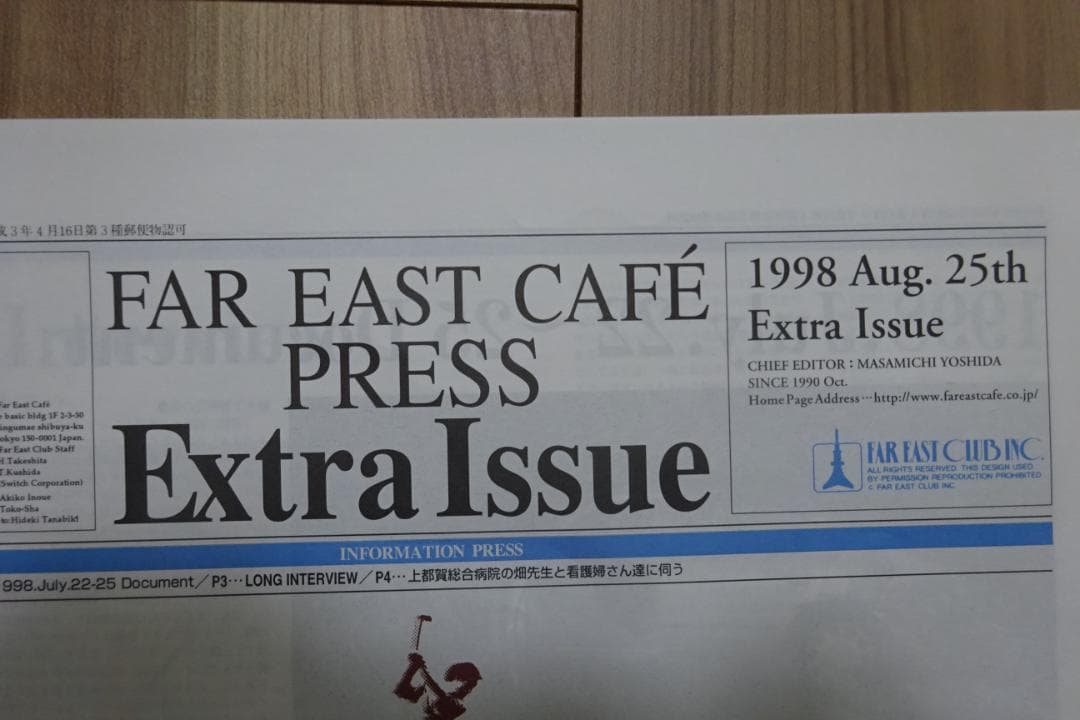 3年4月16日第3種郵便物認可
FAR EAST CAFÉ
PRESS
Extra Issue
1998 Aug. 25th
Extra Issue
CHIEF EDITOR：MASAMICHI YOSHIDA
SINCE 1990 Oct.
Home Page Address…http://www.fareastcafe.co.jp/
FAR EAST CLUB INC.
ALL RIGHTS RESERVED. THIS DESIGN USED
BY PERMISSION REPRODUCTION PROHIBITED
© FAR EAST CLUB INC
Far East Café
basic bldg 1F 2-3-30
ingumae shibuya-ku
okyo 150-0001 Japan.
Far East Club Staff
H.Takeshita
T.Kushida
(Switch Corporation)
Akiko Inoue
Toko-Sha
to:Hideki Tanabiki
INFORMATION PRESS
998.July.22-25 Document／P3…LONG INTERVIEW／P4…上都賀総合病院の畑先生と看護婦さん達に伺う